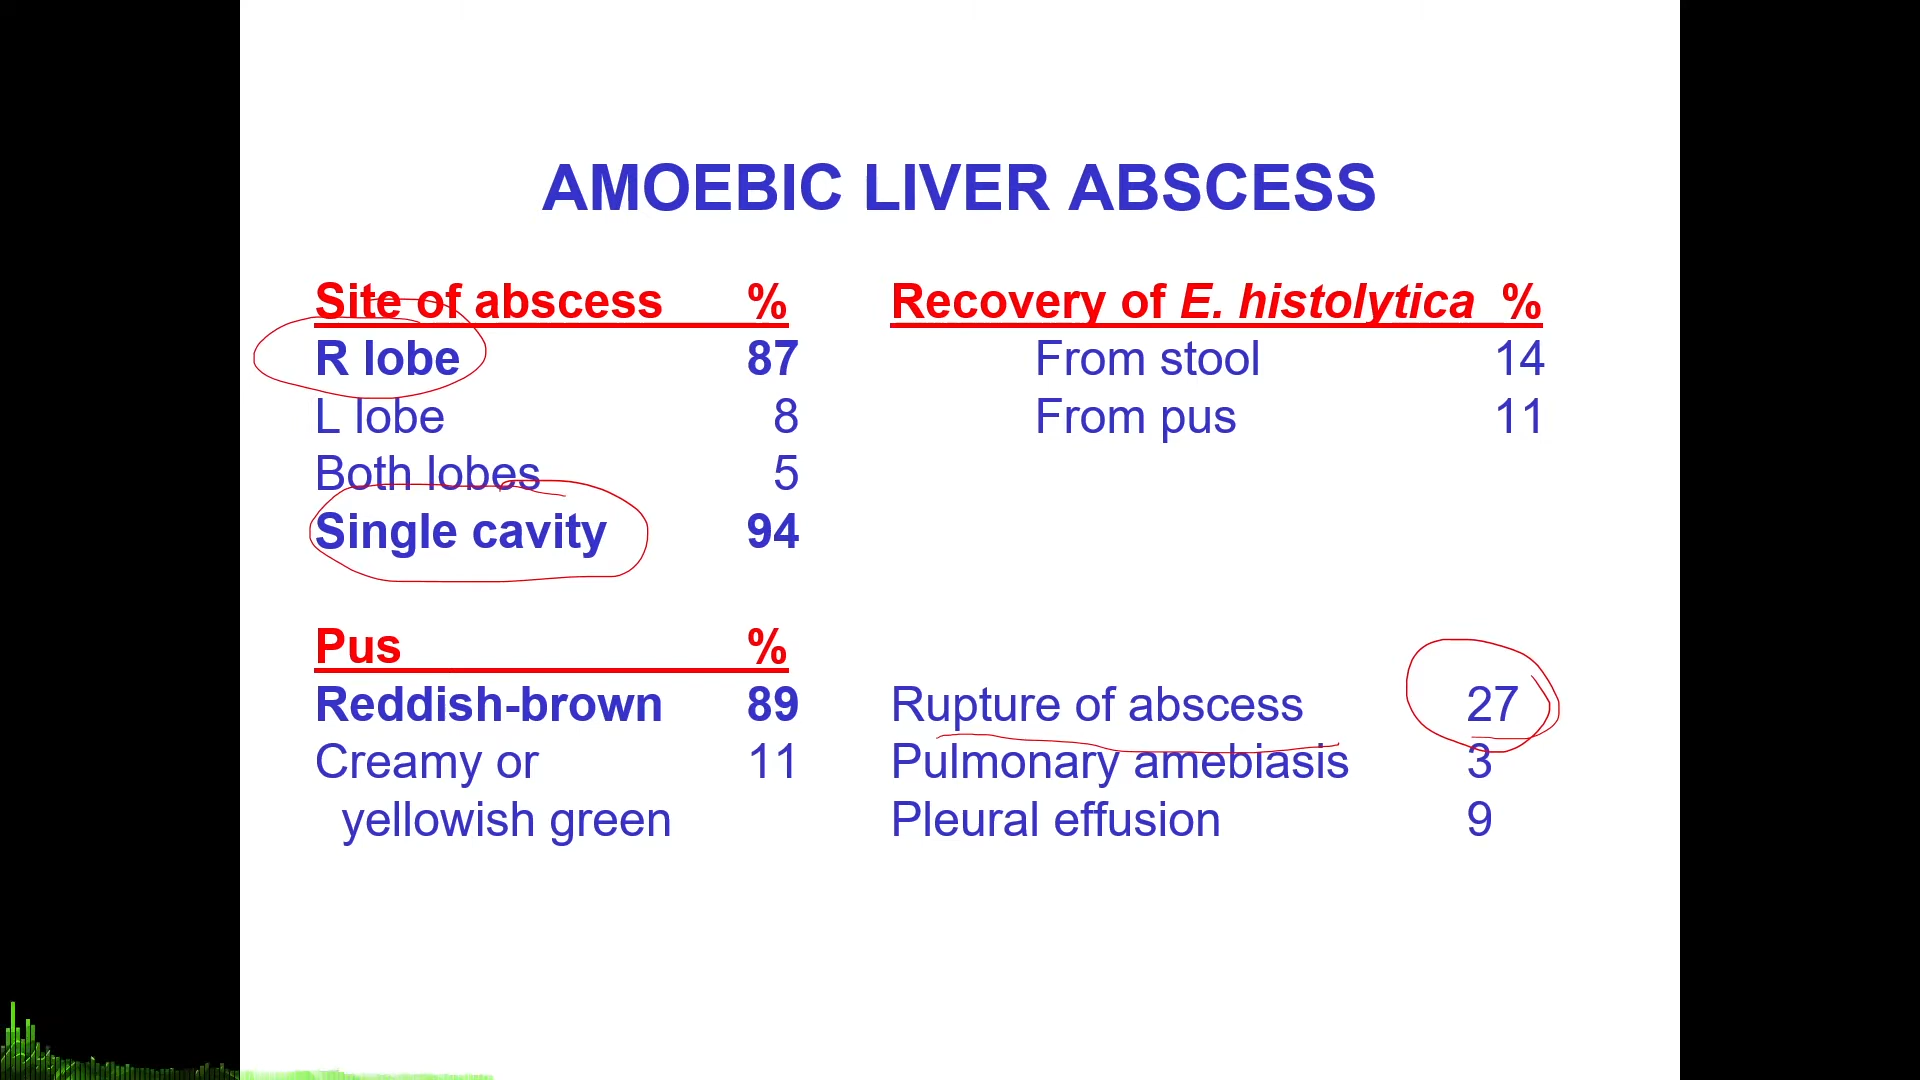 AMOEBIC LIVER ABSCESS
Site of abscess %
R lobe 87
L lobe 8
Both lobes 5
Single cavity 94
Recovery of E. histolytica %
From stool 14
From pus 11
Pus %
Reddish-brown 89
Creamy or 11
yellowish green
Rupture of abscess 27
Pulmonary amebiasis 3
Pleural effusion 9